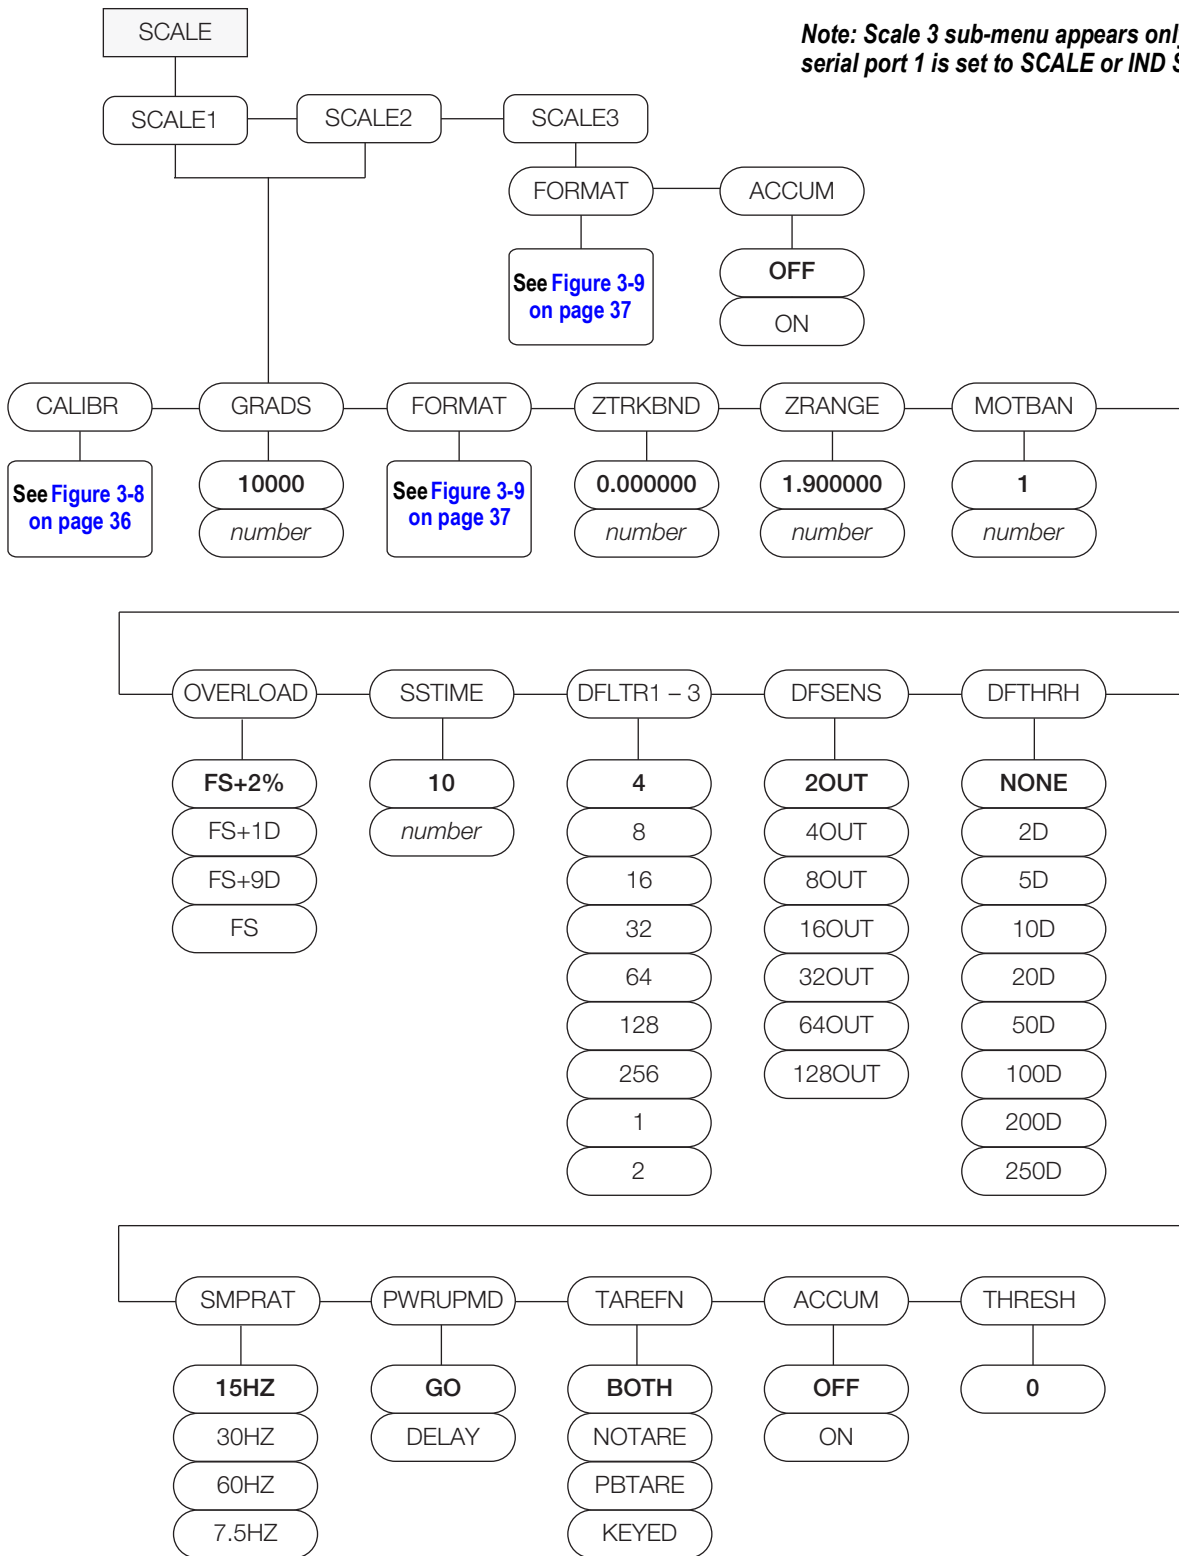 SCALE
Note: Scale 3 sub-menu appears only
serial port 1 is set to SCALE or IND S
SCALE1
SCALE2
SCALE3
FORMAT
ACCUM
See Figure 3-9
on page 37
OFF
ON
CALIBR
GRADS
FORMAT
ZTRKBND
ZRANGE
MOTBAN
See Figure 3-8
on page 36
10000
number
See Figure 3-9
on page 37
0.000000
number
1.900000
number
1
number
OVERLOAD
SSTIME
DFLTR1 – 3
DFSENS
DFTHRH
FS+2%
FS+1D
FS+9D
FS
10
number
4
8
16
32
64
128
256
1
2
2OUT
4OUT
8OUT
16OUT
32OUT
64OUT
128OUT
NONE
2D
5D
10D
20D
50D
100D
200D
250D
SMPRAT
PWRUPMD
TAREFN
ACCUM
THRESH
15HZ
30HZ
60HZ
7.5HZ
GO
DELAY
BOTH
NOTARE
PBTARE
KEYED
OFF
ON
0